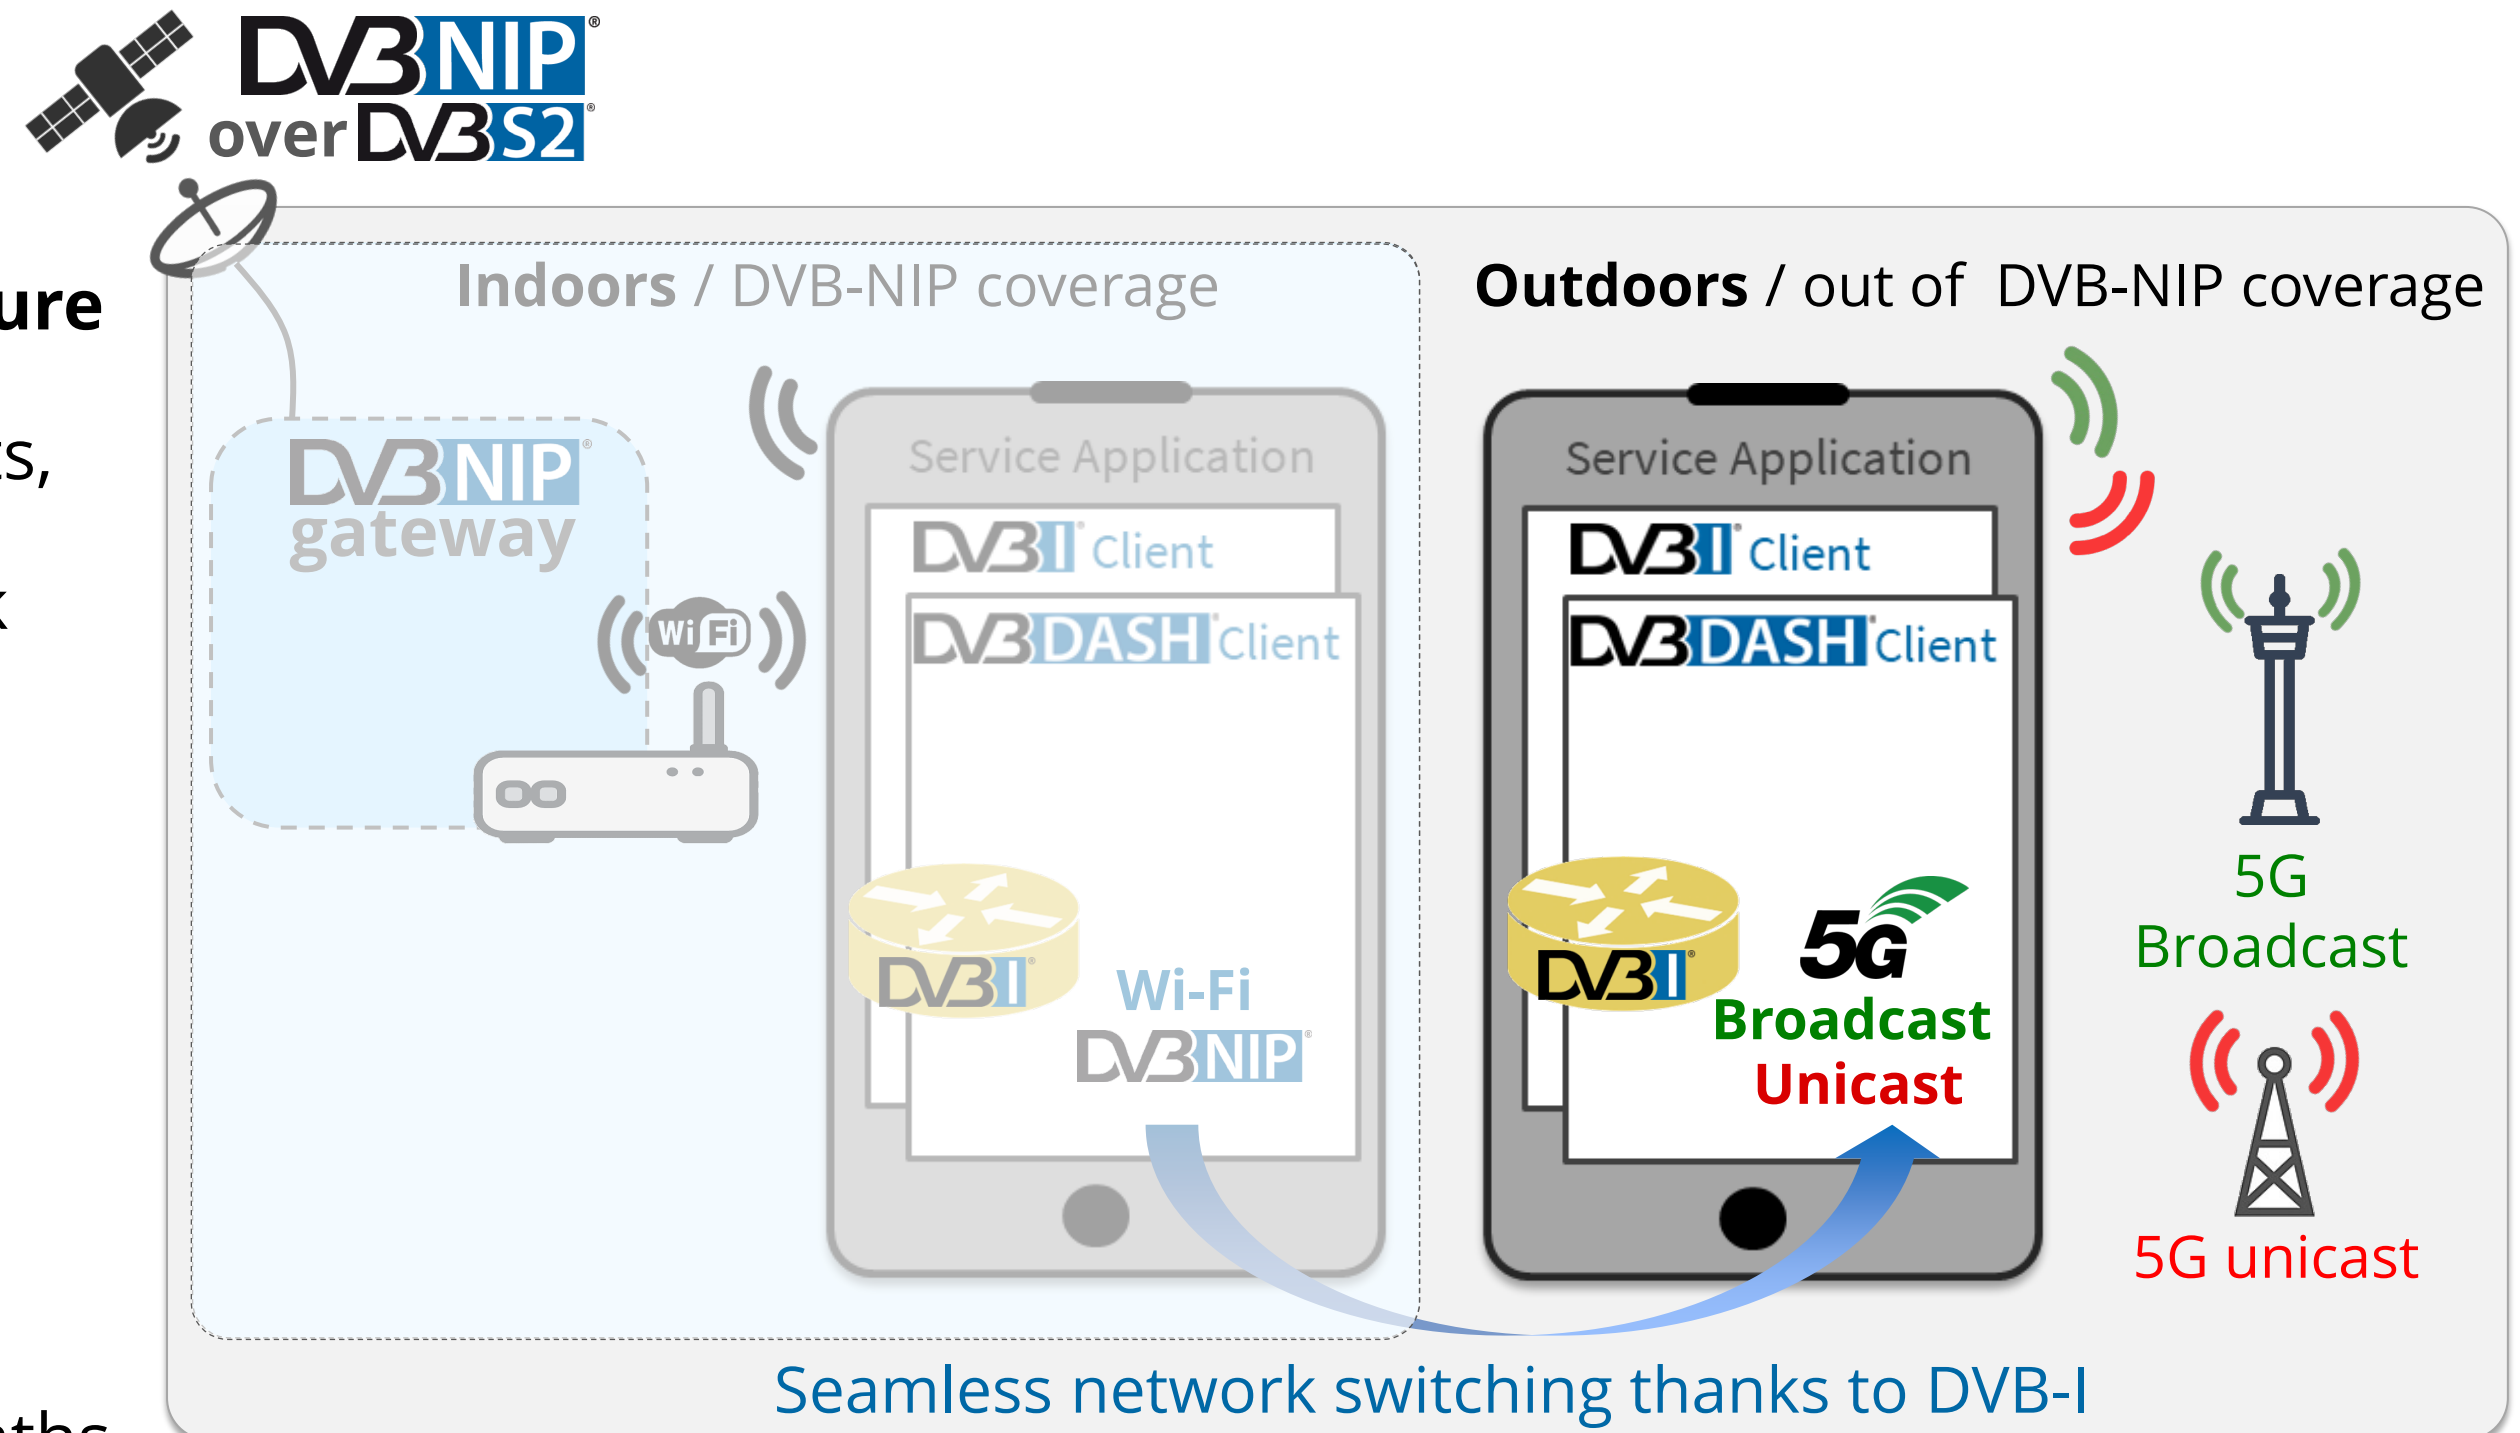 DVB NIP®
over DVB S2®
Indoors / DVB-NIP coverage
Outdoors / out of DVB-NIP coverage
DVB NIP®
gateway
Wi Fi
Service Application
DVB I® Client
DVB DASH® Client
DVB I®
Wi-Fi
DVB NIP®
Service Application
DVB I® Client
DVB DASH® Client
DVB I®
5G
Broadcast
Unicast
5G
Broadcast
5G unicast
Seamless network switching thanks to DVB-I